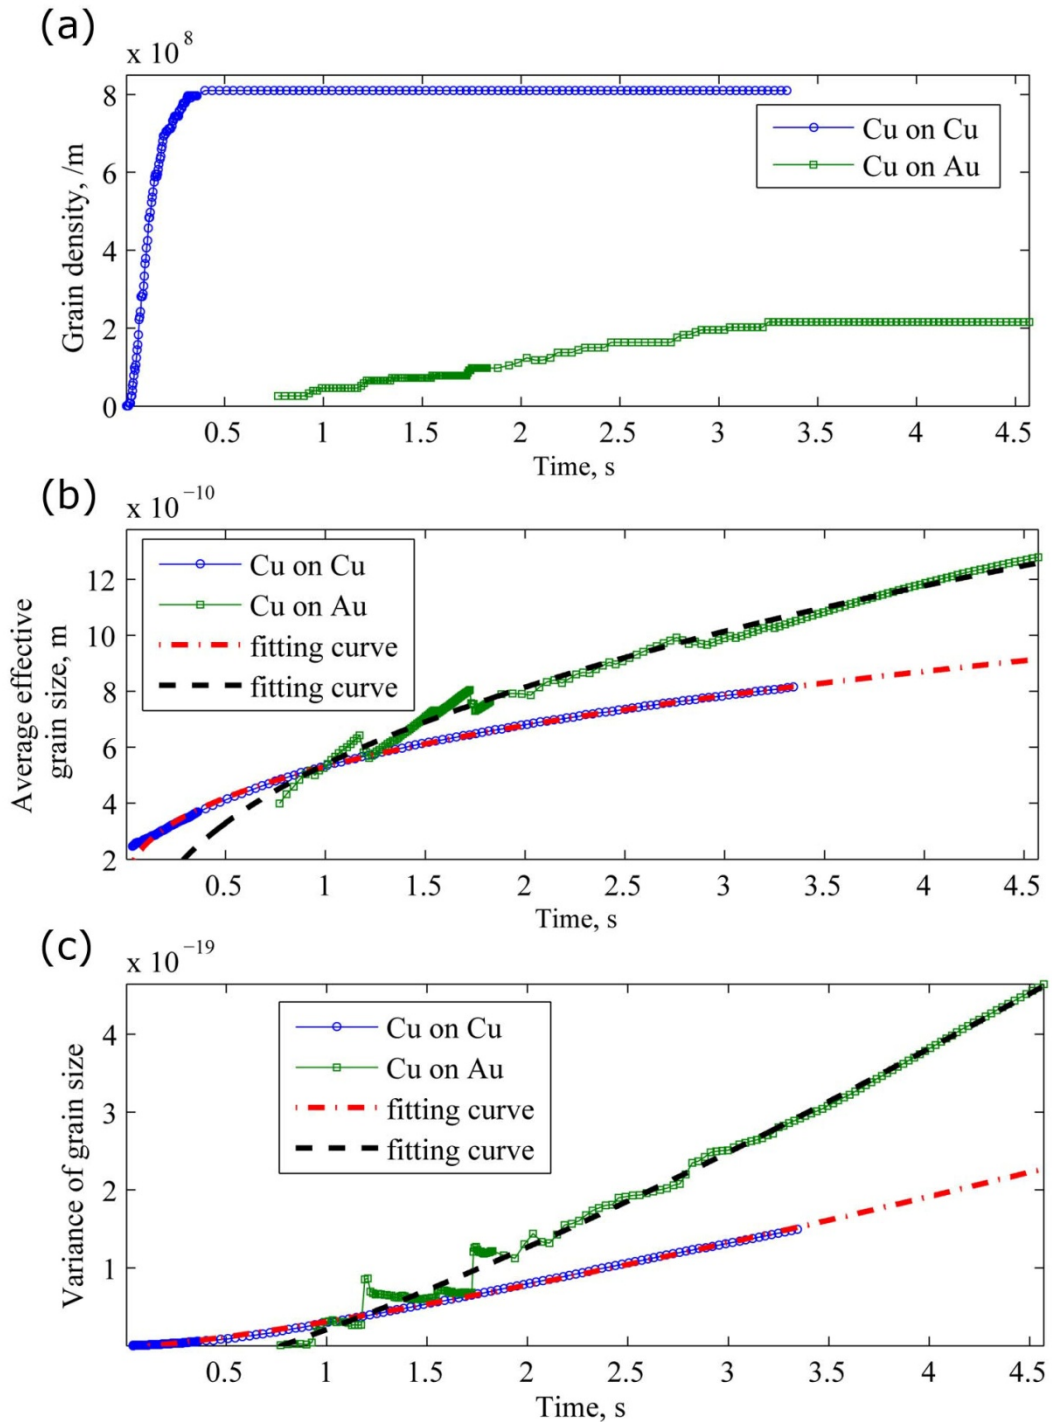 (a)
x 10^8
8
6
4
2
0
Grain density, /m
Cu on Cu
Cu on Au
0.5 1 1.5 2 2.5 3 3.5 4 4.5
Time, s
(b)
x 10^−10
12
10
8
6
4
2
Average effective
grain size, m
Cu on Cu
Cu on Au
fitting curve
fitting curve
0.5 1 1.5 2 2.5 3 3.5 4 4.5
Time, s
(c)
x 10^−19
4
3
2
1
Variance of grain size
Cu on Cu
Cu on Au
fitting curve
fitting curve
0.5 1 1.5 2 2.5 3 3.5 4 4.5
Time, s